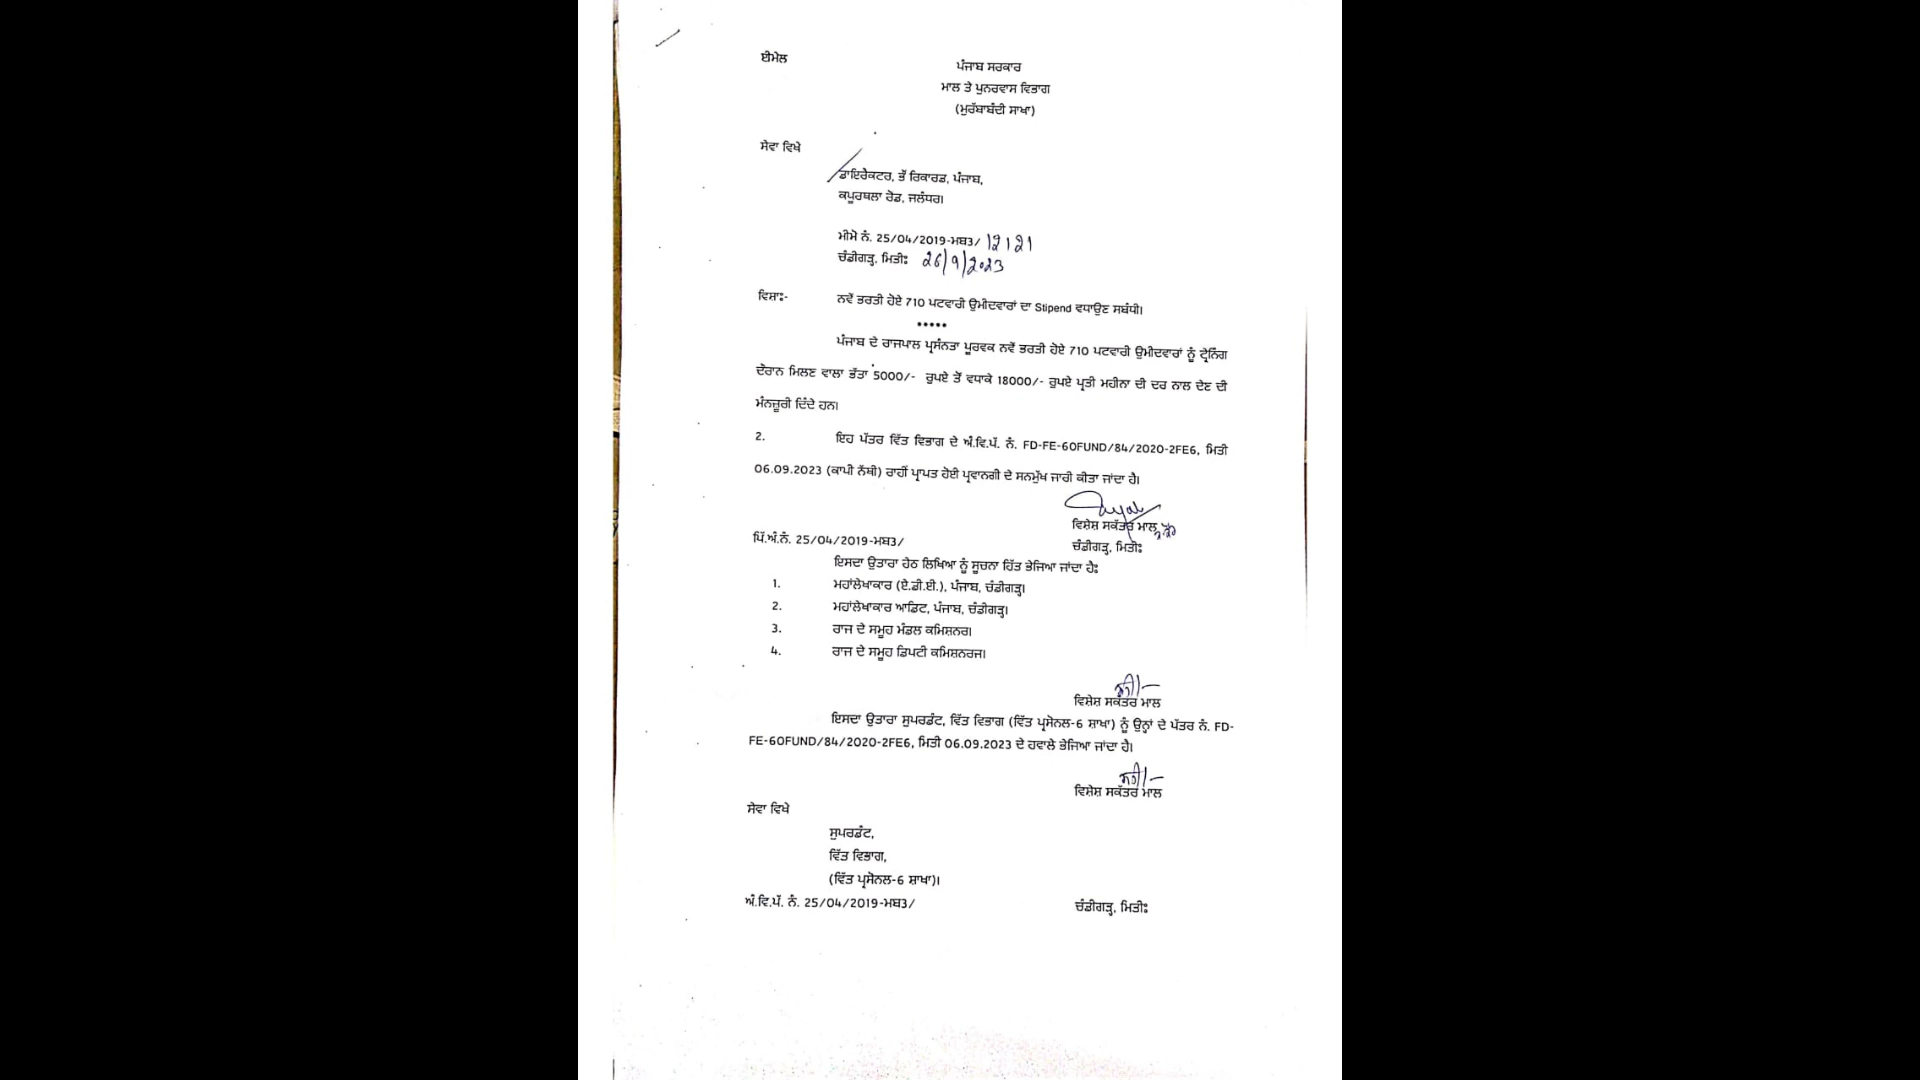 ਈਮੇਲ
ਪੰਜਾਬ ਸਰਕਾਰ
ਮਾਲ ਤੇ ਪੁਨਰਵਾਸ ਵਿਭਾਗ
(ਮੁਰੱਬਾਬੰਦੀ ਸਾਖਾ)
ਸੇਵਾ ਵਿਖੇ
ਡਾਇਰੈਕਟਰ, ਤੋਂ ਰਿਕਾਰਡ, ਪੰਜਾਬ,
ਕਪੂਰਥਲਾ ਰੋਡ, ਜਲੰਧਰ।
ਮੀਮੋ ਨੰ. 25/04/2019-ਮਬ3/ 12121
ਚੰਡੀਗੜ੍ਹ, ਮਿਤੀਃ 26/9/2023
ਵਿਸ਼ਾਃ- ਨਵੇਂ ਭਰਤੀ ਹੋਏ 710 ਪਟਵਾਰੀ ਉਮੀਦਵਾਰਾਂ ਦਾ Stipend ਵਧਾਉਣ ਸਬੰਧੀ।
*****
ਪੰਜਾਬ ਦੇ ਰਾਜਪਾਲ ਪ੍ਰਸੰਨਤਾ ਪੂਰਵਕ ਨਵੇਂ ਭਰਤੀ ਹੋਏ 710 ਪਟਵਾਰੀ ਉਮੀਦਵਾਰਾਂ ਨੂੰ ਟ੍ਰੇਨਿੰਗ
ਦੌਰਾਨ ਮਿਲਣ ਵਾਲਾ ਭੱਤਾ 5000/- ਰੁਪਏ ਤੋਂ ਵਧਾਕੇ 18000/- ਰੁਪਏ ਪ੍ਰਤੀ ਮਹੀਨਾ ਦੀ ਦਰ ਨਾਲ ਦੇਣ ਦੀ
ਮੰਨਜ਼ੂਰੀ ਦਿੰਦੇ ਹਨ।
2. ਇਹ ਪੱਤਰ ਵਿੱਤ ਵਿਭਾਗ ਦੇ ਅੰ.ਵਿ.ਪੱ. ਨੰ. FD-FE-60FUND/84/2020-2FE6, ਮਿਤੀ
06.09.2023 (ਕਾਪੀ ਨੱਥੀ) ਰਾਹੀਂ ਪ੍ਰਾਪਤ ਹੋਈ ਪ੍ਰਵਾਨਗੀ ਦੇ ਸਨਮੁੱਖ ਜਾਰੀ ਕੀਤਾ ਜਾਂਦਾ ਹੈ।
ਵਿਸ਼ੇਸ਼ ਸਕੱਤਰ ਮਾਲ
ਪਿੱ.ਅੰ.ਨੰ. 25/04/2019-ਮਬ3/ ਚੰਡੀਗੜ੍ਹ, ਮਿਤੀਃ
ਇਸਦਾ ਉਤਾਰਾ ਹੇਠ ਲਿਖਿਆ ਨੂੰ ਸੂਚਨਾ ਹਿੱਤ ਭੇਜਿਆ ਜਾਂਦਾ ਹੈਃ
1. ਮਹਾਂਲੇਖਾਕਾਰ (ਏ.ਡੀ.ਈ.), ਪੰਜਾਬ, ਚੰਡੀਗੜ੍ਹ।
2. ਮਹਾਂਲੇਖਾਕਾਰ ਆਡਿਟ, ਪੰਜਾਬ, ਚੰਡੀਗੜ੍ਹ।
3. ਰਾਜ ਦੇ ਸਮੂਹ ਮੰਡਲ ਕਮਿਸ਼ਨਰ।
4. ਰਾਜ ਦੇ ਸਮੂਹ ਡਿਪਟੀ ਕਮਿਸ਼ਨਰਜ਼।
ਸਹੀ/-
ਵਿਸ਼ੇਸ਼ ਸਕੱਤਰ ਮਾਲ
ਇਸਦਾ ਉਤਾਰਾ ਸੁਪਰਡੰਟ, ਵਿੱਤ ਵਿਭਾਗ (ਵਿੱਤ ਪ੍ਰਸੋਨਲ-6 ਸ਼ਾਖਾ) ਨੂੰ ਉਨ੍ਹਾਂ ਦੇ ਪੱਤਰ ਨੰ. FD-
FE-60FUND/84/2020-2FE6, ਮਿਤੀ 06.09.2023 ਦੇ ਹਵਾਲੇ ਭੇਜਿਆ ਜਾਂਦਾ ਹੈ।
ਸਹੀ/-
ਵਿਸ਼ੇਸ਼ ਸਕੱਤਰ ਮਾਲ
ਸੇਵਾ ਵਿਖੇ
ਸੁਪਰਡੰਟ,
ਵਿੱਤ ਵਿਭਾਗ,
(ਵਿੱਤ ਪ੍ਰਸੋਨਲ-6 ਸ਼ਾਖਾ)।
ਅੰ.ਵਿ.ਪੱ. ਨੰ. 25/04/2019-ਮਬ3/ ਚੰਡੀਗੜ੍ਹ, ਮਿਤੀਃ